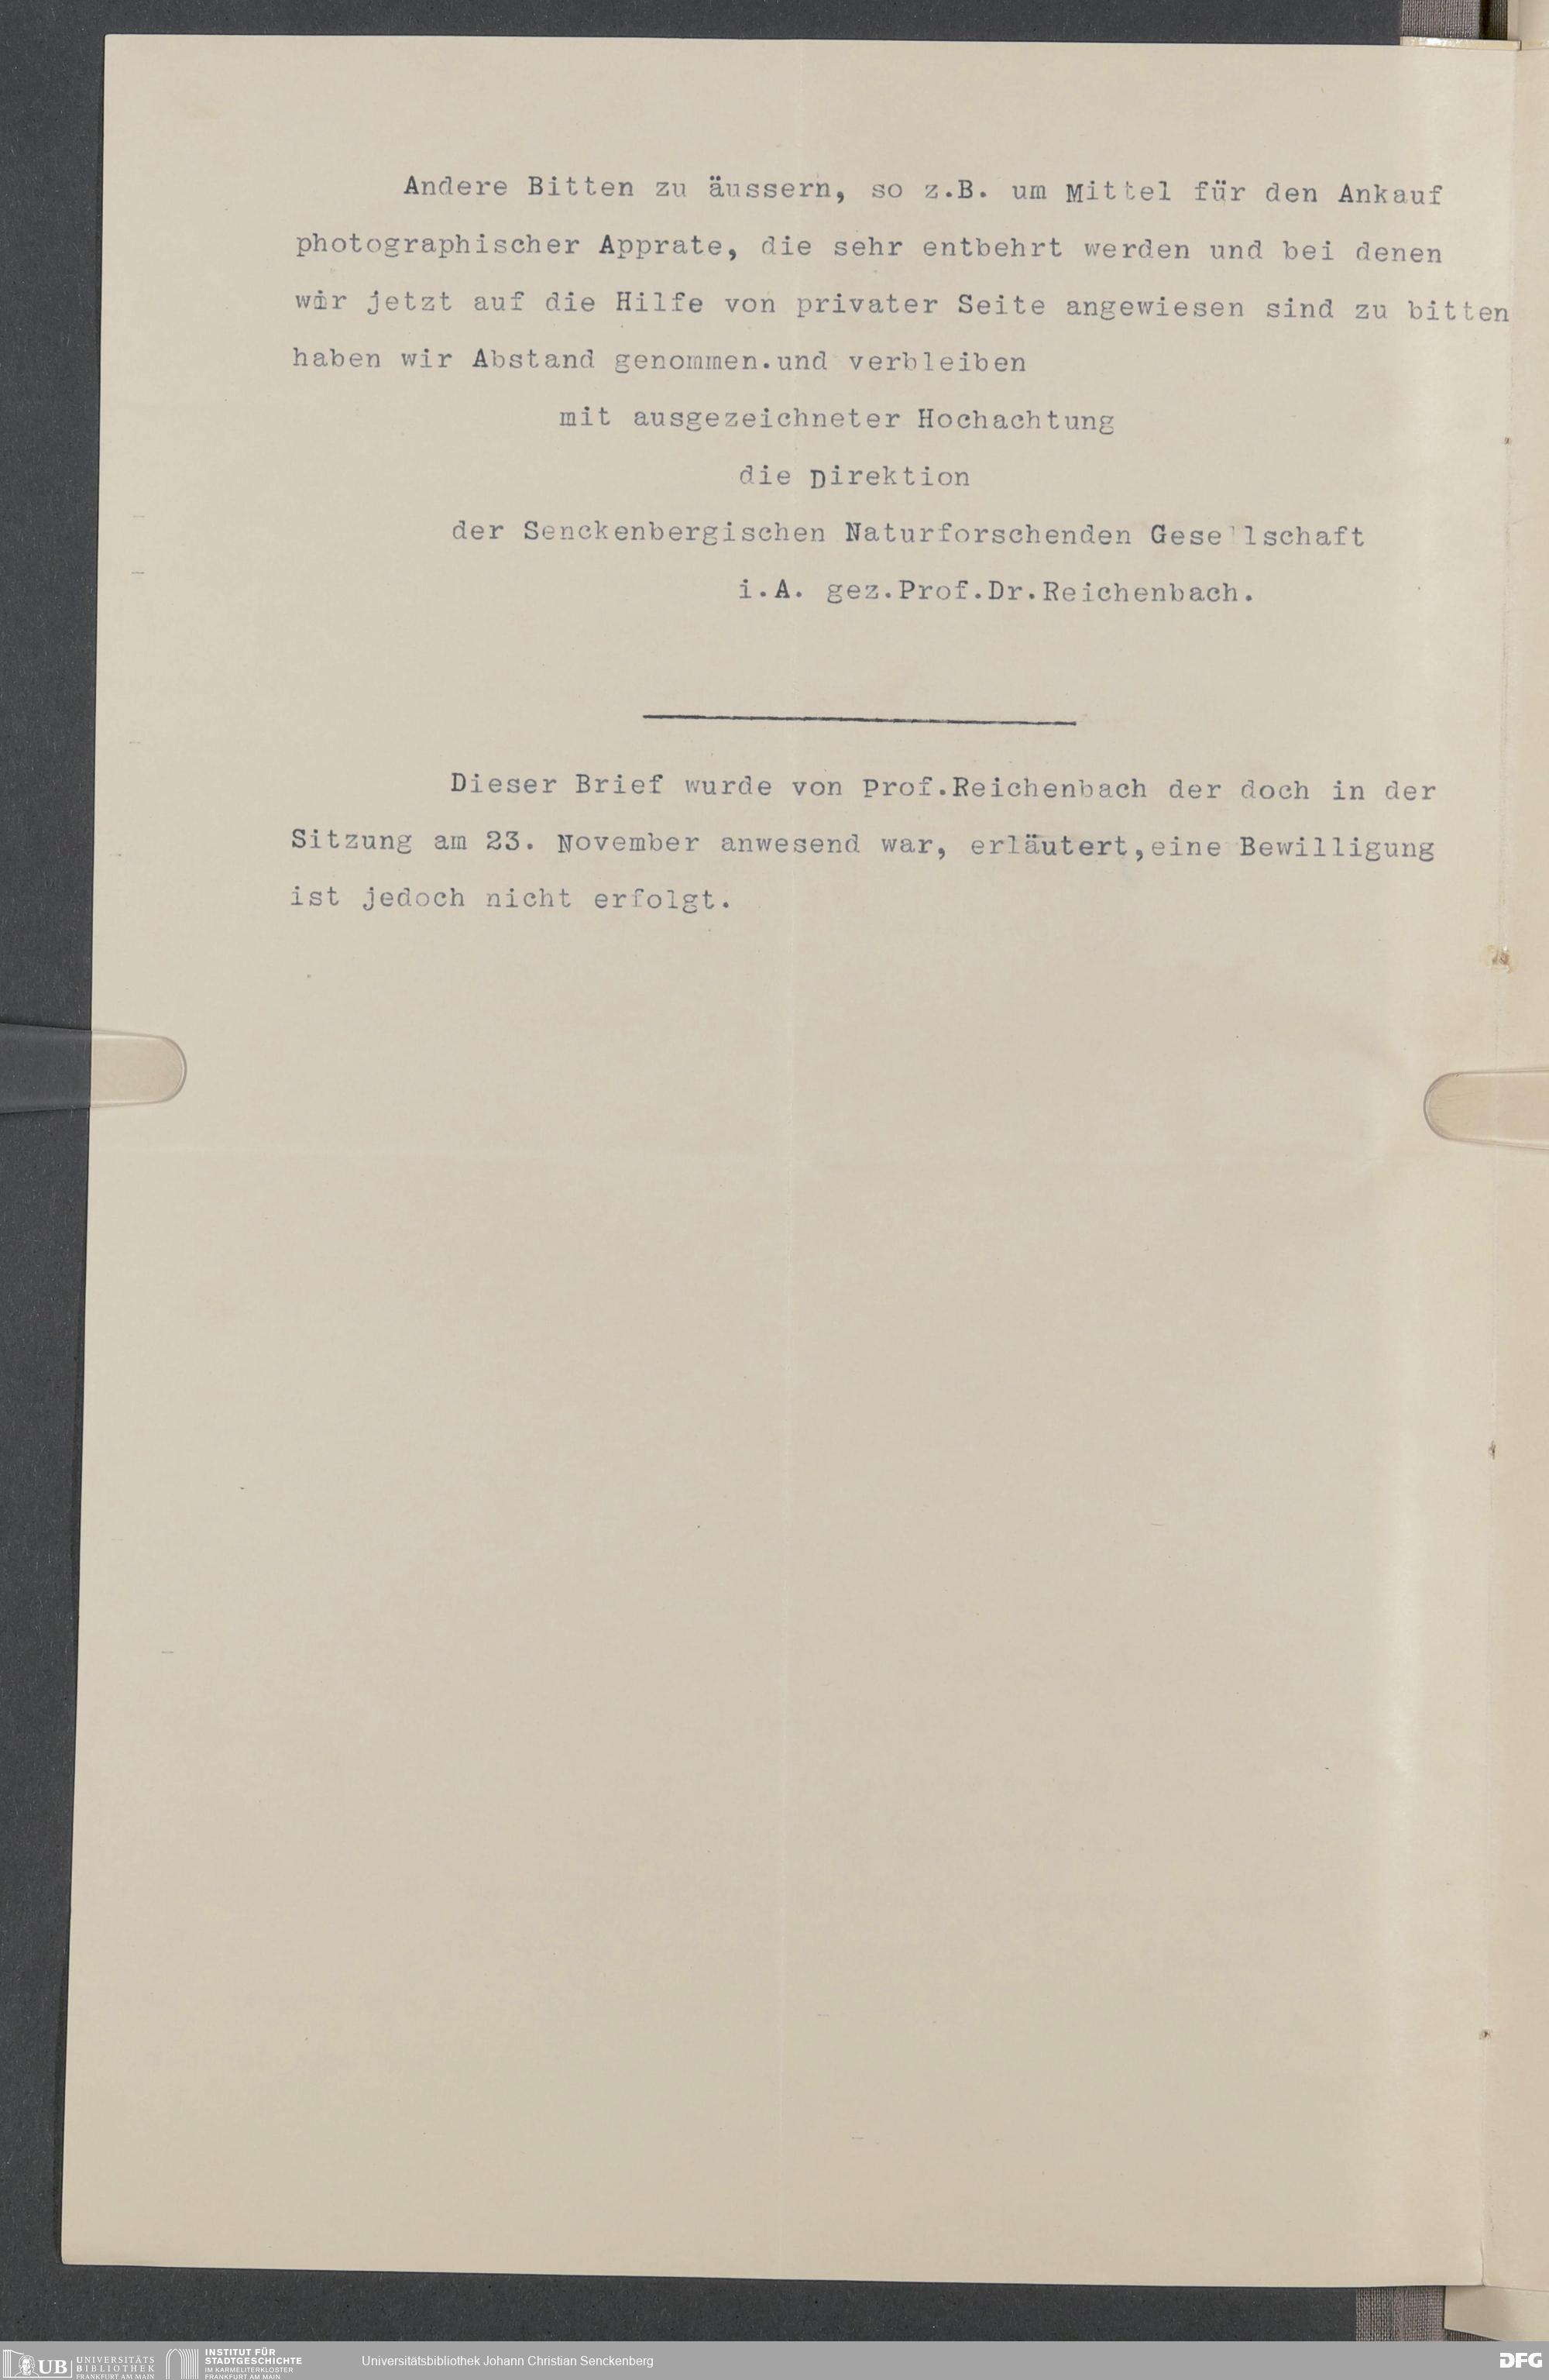 Andere Bitten zu äussern, so z.B. um Mittel für den Ankauf
photographischer Apprate, die sehr entbehrt werden und bei denen
wir jetzt auf die Hilfe von privater Seite angewiesen sind zu bitten
haben wir Abstand genommen.und verbleiben
mit ausgezeichneter Hochachtung
die Direktion
der Senckenbergischen Naturforschenden Gesellschaft
i.A. gez.Prof.Dr.Reichenbach.
Dieser Brief wurde von Prof.Reichenbach der doch in der
Sitzung am 23. November anwesend war, erläutert,eine Bewilligung
ist jedoch nicht erfolgt.
UB UNIVERSITÄTS
BIBLIOTHEK
FRANKFURT AM MAIN
INSTITUT FÜR
STADTGESCHICHTE
IM KARMELITERKLOSTER
FRANKFURT AM MAIN
Universitätsbibliothek Johann Christian Senckenberg
DFG